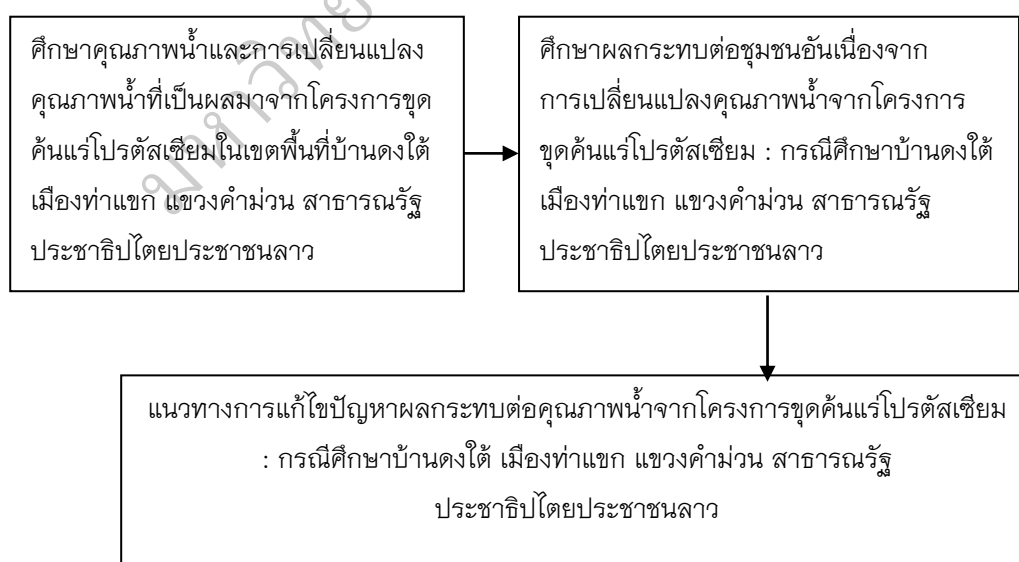 ศึกษาคุณภาพน้ำและการเปลี่ยนแปลง
คุณภาพน้ำที่เป็นผลมาจากโครงการขุด
ค้นแร่โปรตัสเซียมในเขตพื้นที่บ้านดงใต้
เมืองท่าแขก แขวงคำม่วน สาธารณรัฐ
ประชาธิปไตยประชาชนลาว
ศึกษาผลกระทบต่อชุมชนอันเนื่องจาก
การเปลี่ยนแปลงคุณภาพน้ำจากโครงการ
ขุดค้นแร่โปรตัสเซียม : กรณีศึกษาบ้านดงใต้
เมืองท่าแขก แขวงคำม่วน สาธารณรัฐ
ประชาธิปไตยประชาชนลาว
แนวทางการแก้ไขปัญหาผลกระทบต่อคุณภาพน้ำจากโครงการขุดค้นแร่โปรตัสเซียม
: กรณีศึกษาบ้านดงใต้ เมืองท่าแขก แขวงคำม่วน สาธารณรัฐ
ประชาธิปไตยประชาชนลาว